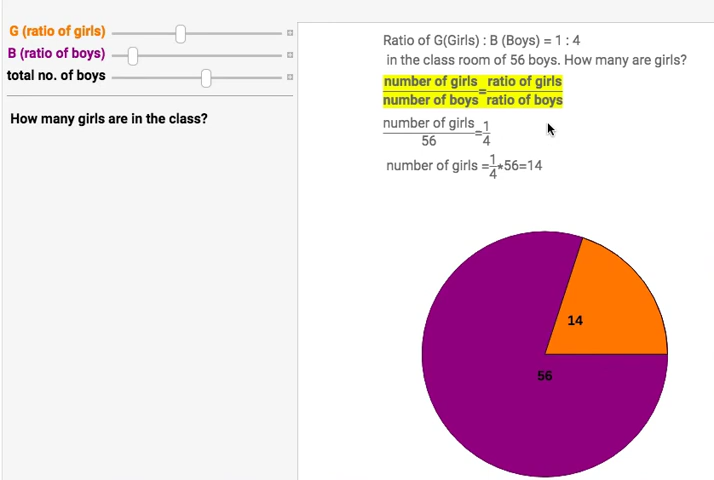 G (ratio of girls)
B (ratio of boys)
total no. of boys
How many girls are in the class?
Ratio of G(Girls) : B (Boys) = 1 : 4
in the class room of 56 boys. How many are girls?
number of girls/number of boys=ratio of girls/ratio of boys
number of girls/56=1/4
number of girls =1/4*56=14
14
56